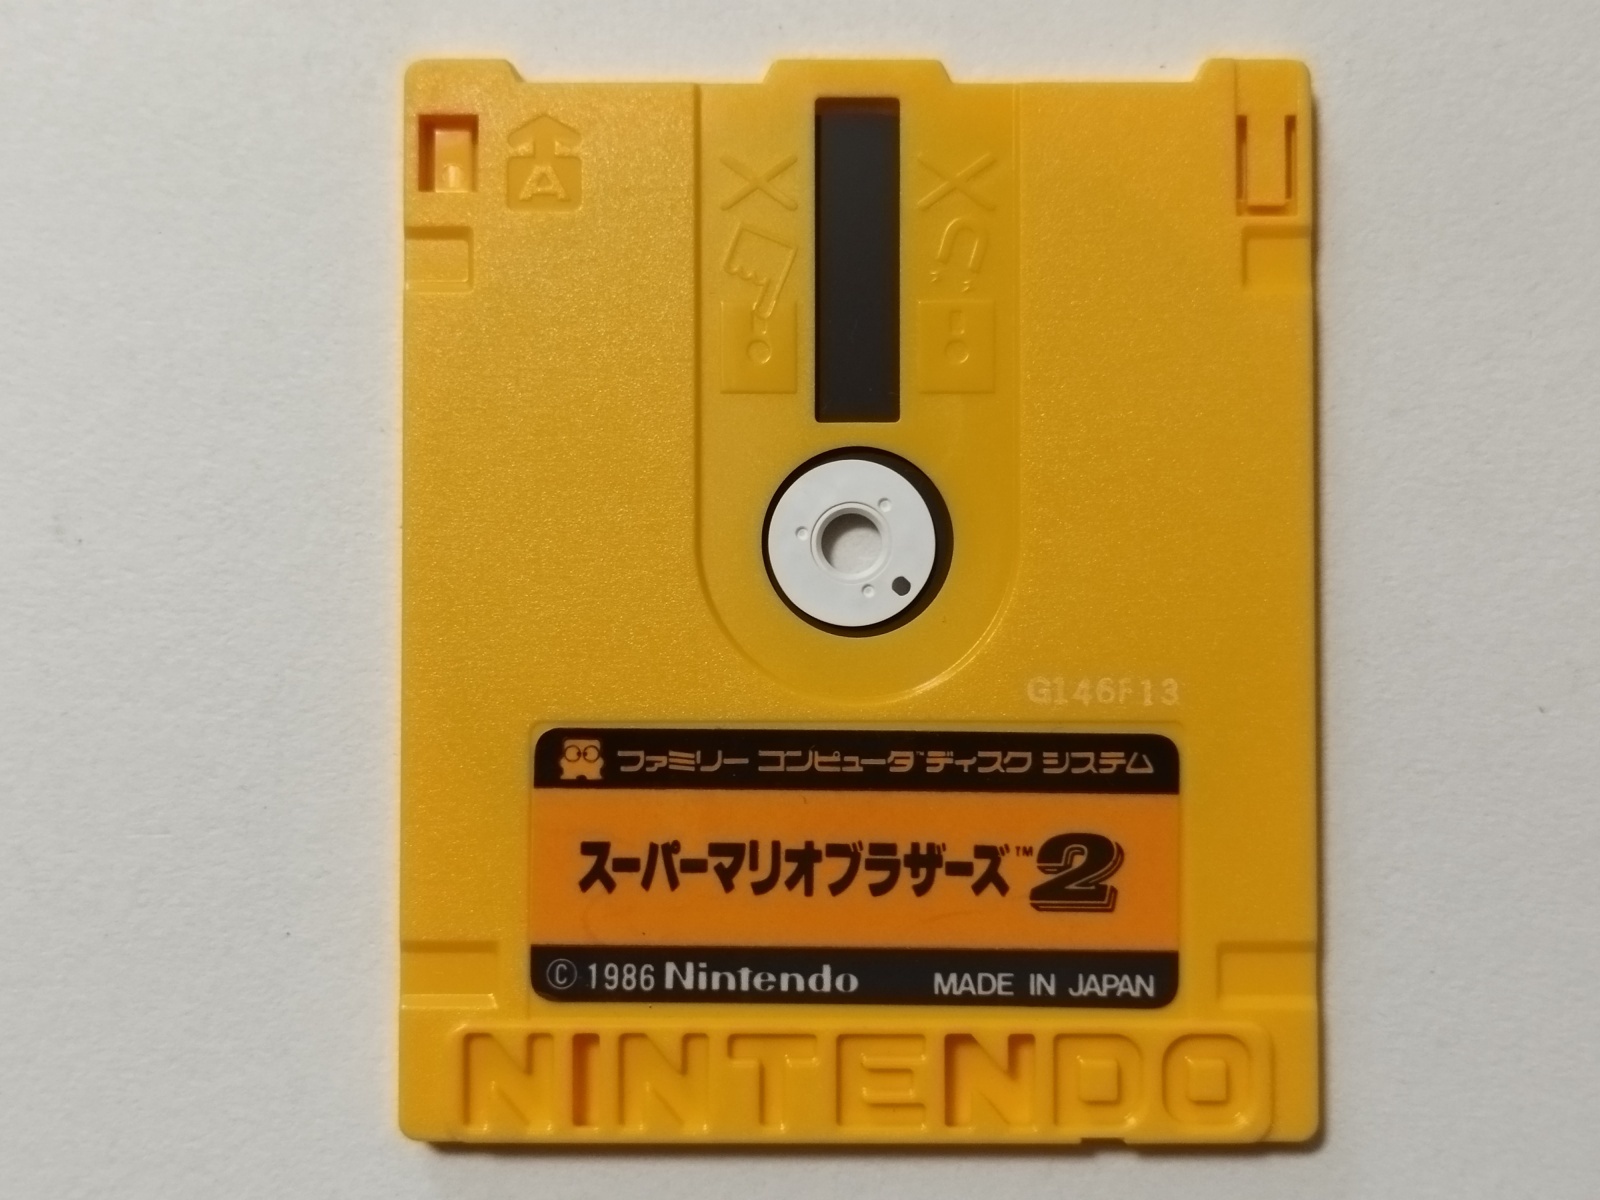 A
G146F13
ファミリー コンピュータ™ ディスク システム
スーパーマリオブラザーズ™2
© 1986 Nintendo MADE IN JAPAN
NINTENDO